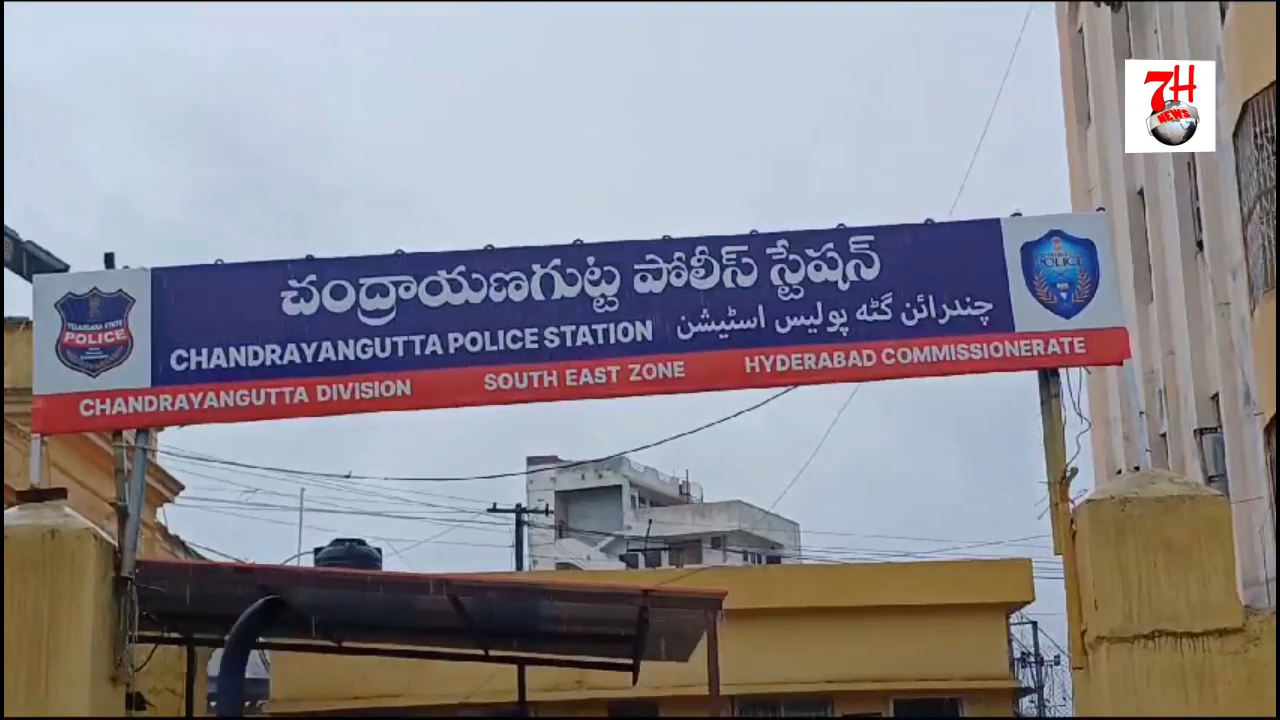 7H
NEWS
చంద్రాయణగుట్ట పోలీస్ స్టేషన్
CHANDRAYANGUTTA POLICE STATION چندرائن گٹہ پولیس اسٹیشن
CHANDRAYANGUTTA DIVISION SOUTH EAST ZONE HYDERABAD COMMISSIONERATE
TELANGANA STATE
POLICE
POLICE